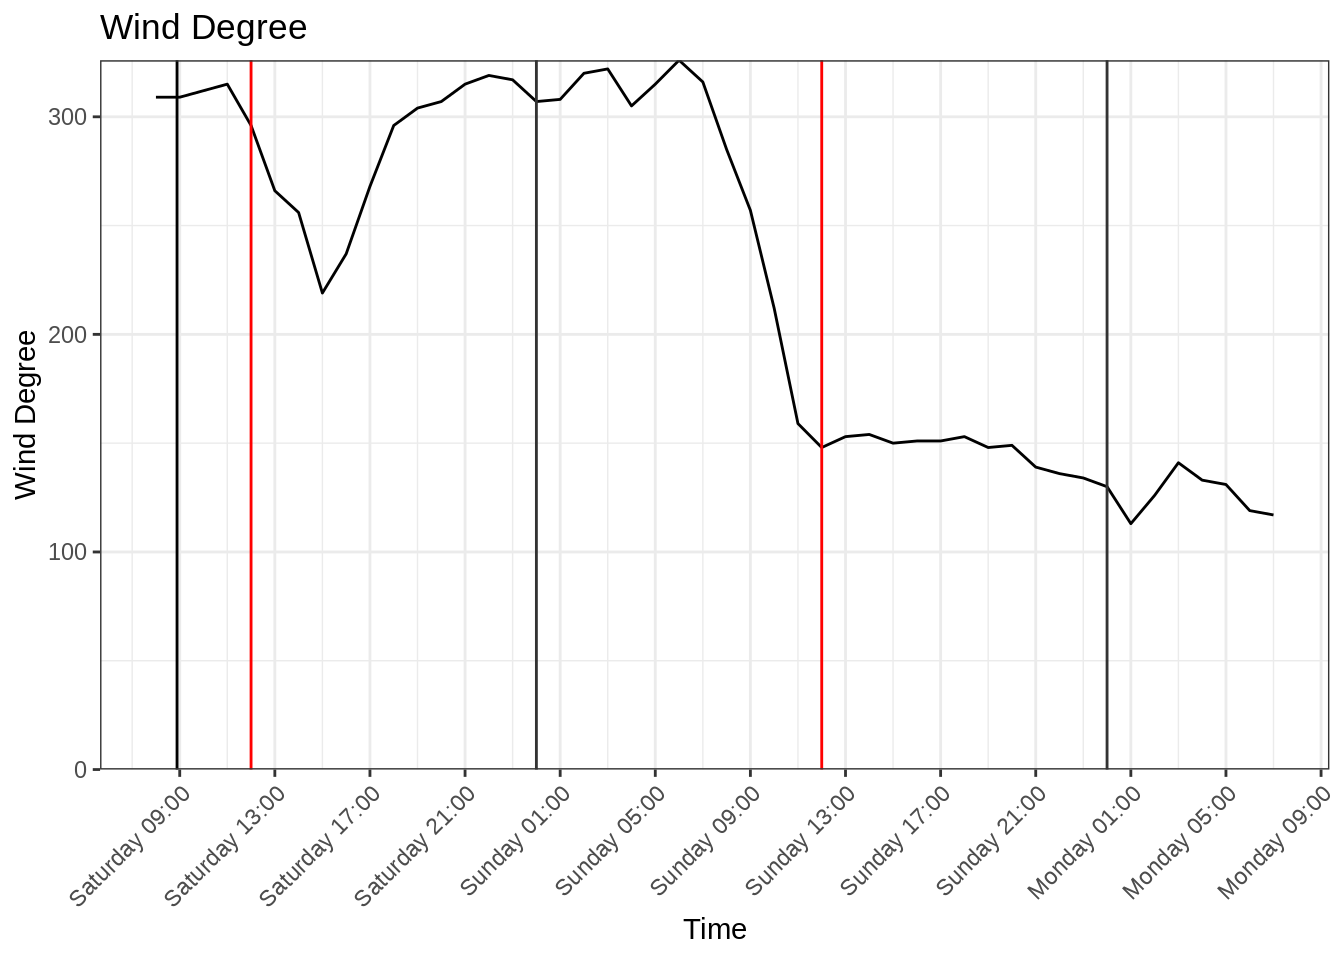 Wind Degree
Wind Degree
300
200
100
0
Saturday 09:00
Saturday 13:00
Saturday 17:00
Saturday 21:00
Sunday 01:00
Sunday 05:00
Sunday 09:00
Sunday 13:00
Sunday 17:00
Sunday 21:00
Monday 01:00
Monday 05:00
Monday 09:00
Time